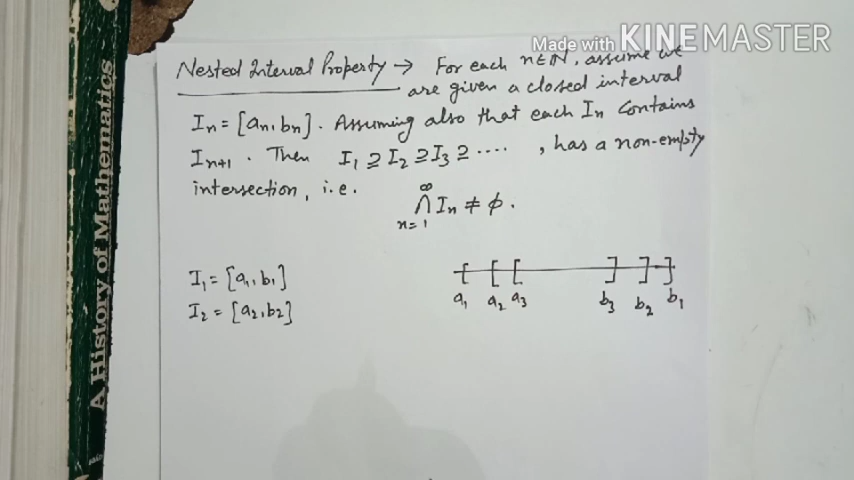 Made with KINEMASTER
Nested Interval Property → For each n∈ℕ, assume we
are given a closed interval
Iₙ = [aₙ, bₙ]. Assuming also that each Iₙ contains
Iₙ₊₁. Then I₁ ⊇ I₂ ⊇ I₃ ⊇ ...., has a non-empty
intersection, i.e.
∞
∩ Iₙ ≠ ϕ.
n=1
I₁ = [a₁, b₁]
I₂ = [a₂, b₂]
a₁ a₂ a₃ b₃ b₂ b₁
A History of Mathematics